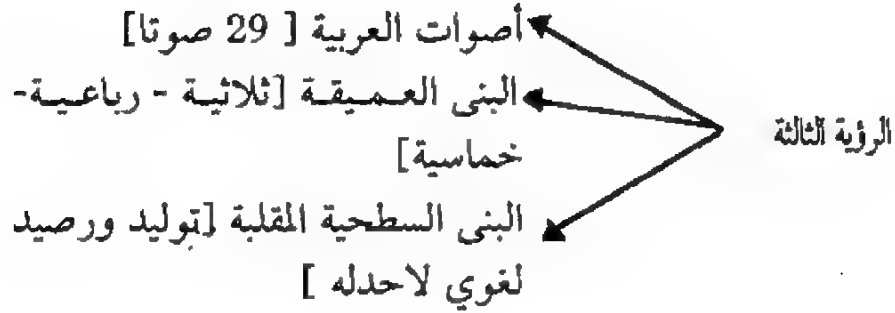 أصوات العربية [ 29 صوتا]
البنى العميقة [ثلاثية - رباعية-
الرؤية الثالثة
خماسية]
البنى السطحية المقلبة [توليد ورصيد
لغوي لاحدله ]